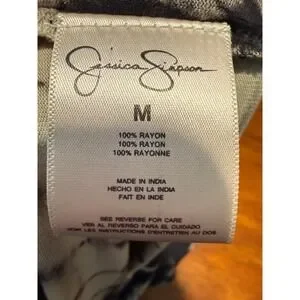 Jessica Simpson
M
100% RAYON
100% RAYON
100% RAYONNE
MADE IN INDIA
HECHO EN LA INDIA
FAIT EN INDE
SEE REVERSE FOR CARE
VER AL REVERSO PARA EL CUIDADO
VOIR LES INSTRUCTIONS D'ENTRETIEN AU DOS